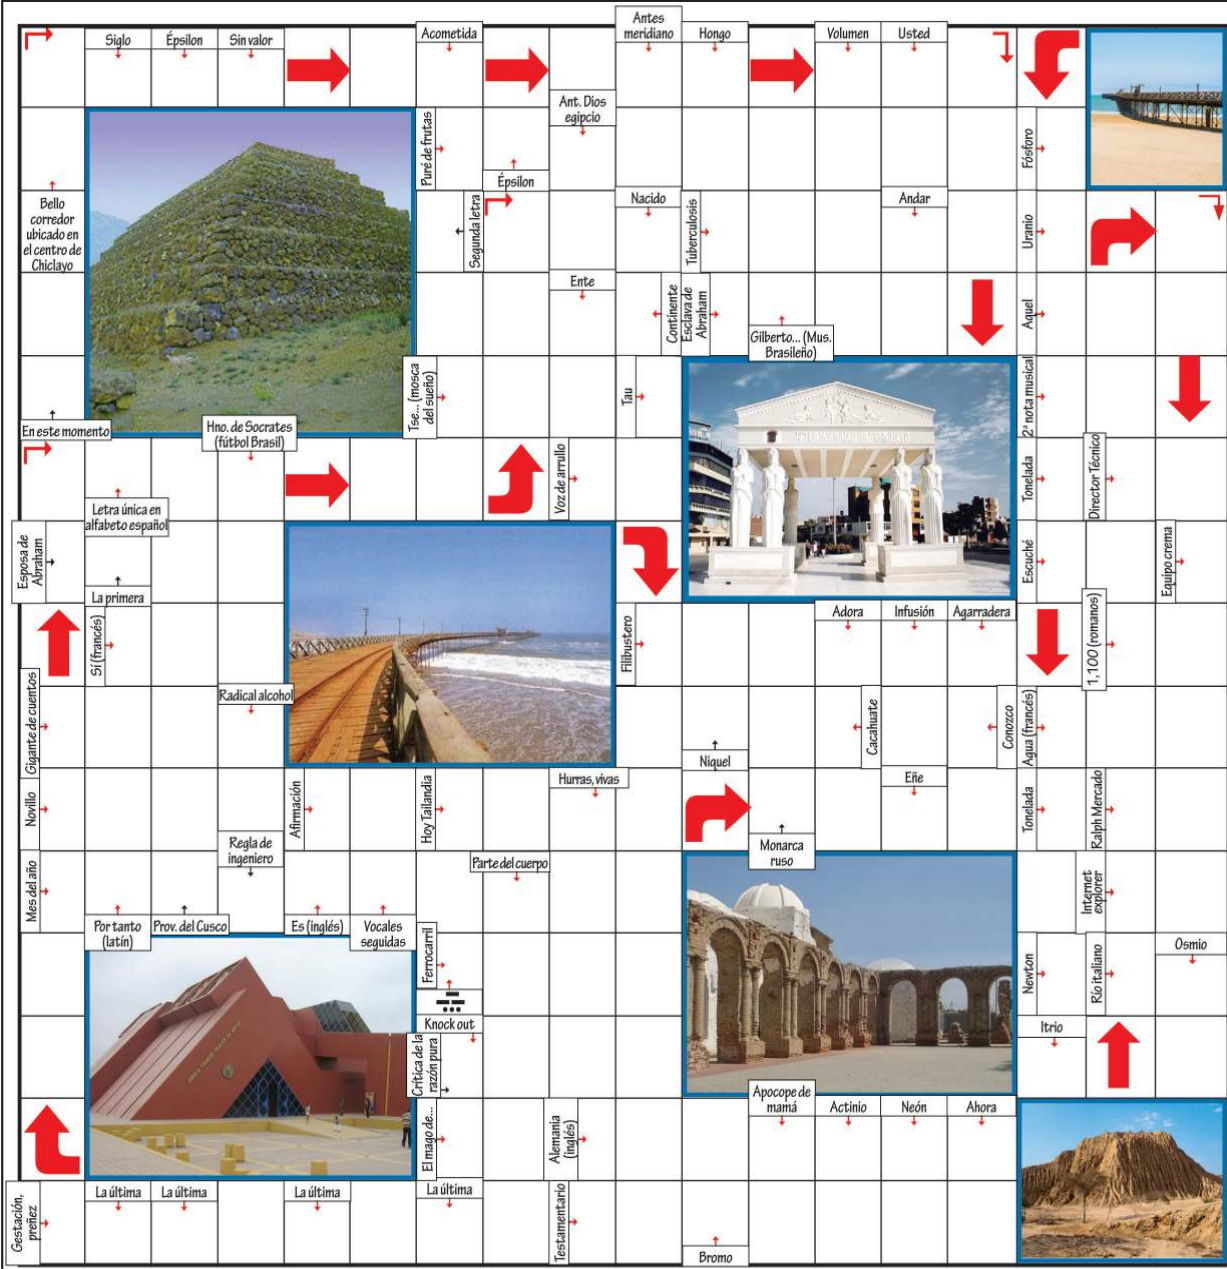 Siglo
Épsilon
Sin valor
Acometida
Antes
meridiano
Hongo
Volumen
Usted
Ant. Dios
egipcio
Puré de frutas
Épsilon
Fósforo
Bello
corredor
ubicado en
el centro de
Chiclayo
Segunda letra
Nacido
Tuberculosis
Andar
Uranio
Ente
Continente
Esclava de
Abraham
Gilberto... (Mus.
Brasileño)
Aquel
En este momento
Hno. de Socrates
(fútbol Brasil)
Tse... (mosca
del sueño)
Tau
2ª nota musical
Letra única en
alfabeto español
Voz de arrullo
Tonelada
Director Técnico
Esposa de
Abraham
La primera
Escuché
Equipo crema
Sí (francés)
Filibustero
Adora
Infusión
Agarradera
1,100 (romanos)
Gigante de cuentos
Radical alcohol
Niquel
Cacahuate
Conozco
Agua (francés)
Novillo
Afirmación
Hoy Tailandia
Hurras, vivas
Eñe
Tonelada
Ralph Mercado
Regla de
ingeniero
Monarca
ruso
Mes del año
Parte del cuerpo
Internet
explorer
Por tanto
(latín)
Prov. del Cusco
Es (inglés)
Vocales
seguidas
Ferrocarril
Newton
Río italiano
Osmio
Knock out
Crítica de la
razón pura
Itrio
Apocope de
mamá
Actinio
Neón
Ahora
El mago de...
Alemania
(inglés)
Gestación,
preñez
La última
La última
La última
La última
Testamentario
Bromo